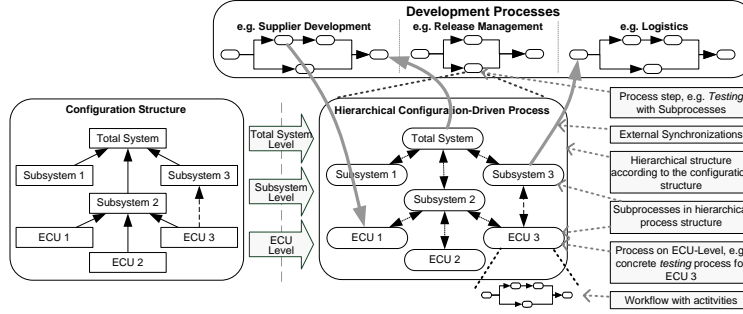 Development Processes
e.g. Supplier Development
e.g. Release Management
e.g. Logistics
Configuration Structure
Total System
Subsystem 1
Subsystem 3
Subsystem 2
ECU 1
ECU 3
ECU 2
Total System
Level
Subsystem
Level
ECU
Level
Hierarchical Configuration-Driven Process
Total System
Subsystem 1
Subsystem 3
Subsystem 2
ECU 1
ECU 3
ECU 2
Process step, e.g. Testing
with Subprocesses
External Synchronizations
Hierarchical structure
according to the configuration
structure
Subprocesses in hierarchical
process structure
Process on ECU-Level, e.g.
concrete testing process for
ECU 3
Workflow with actitivities